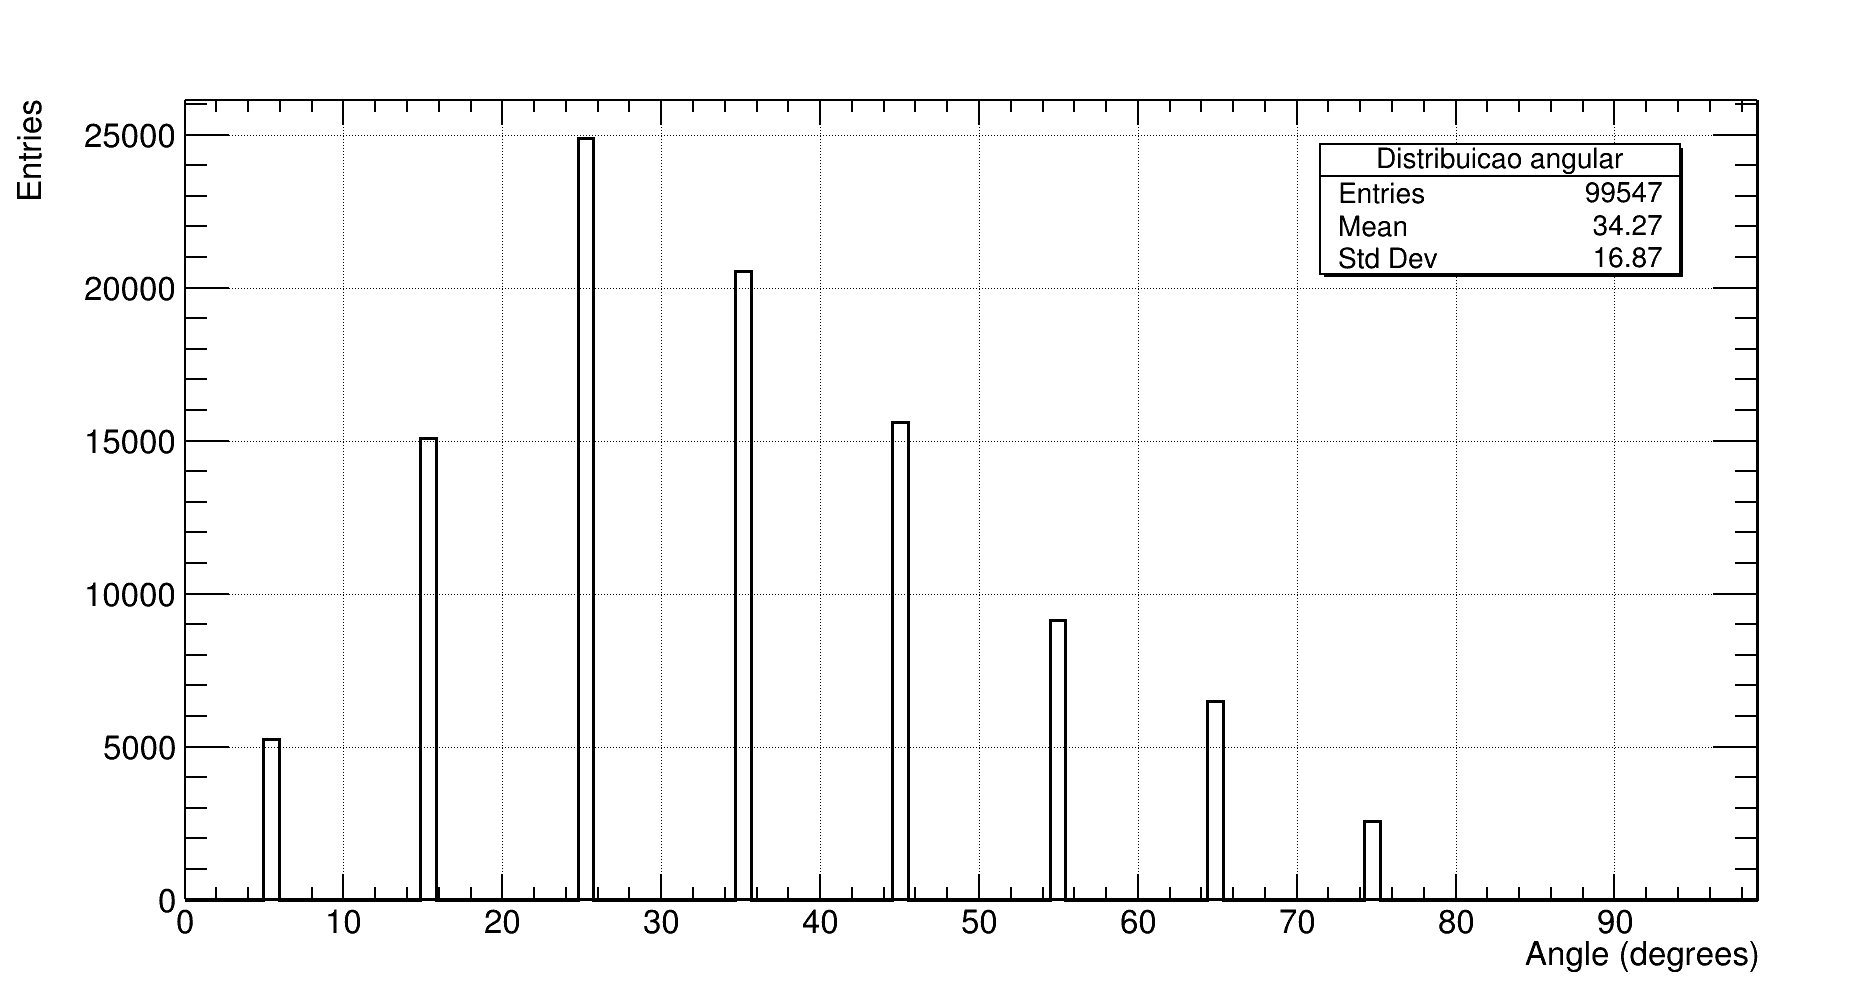 Entries
25000
20000
15000
10000
5000
0
Distribuicao angular
Entries 99547
Mean 34.27
Std Dev 16.87
0 10 20 30 40 50 60 70 80 90
Angle (degrees)